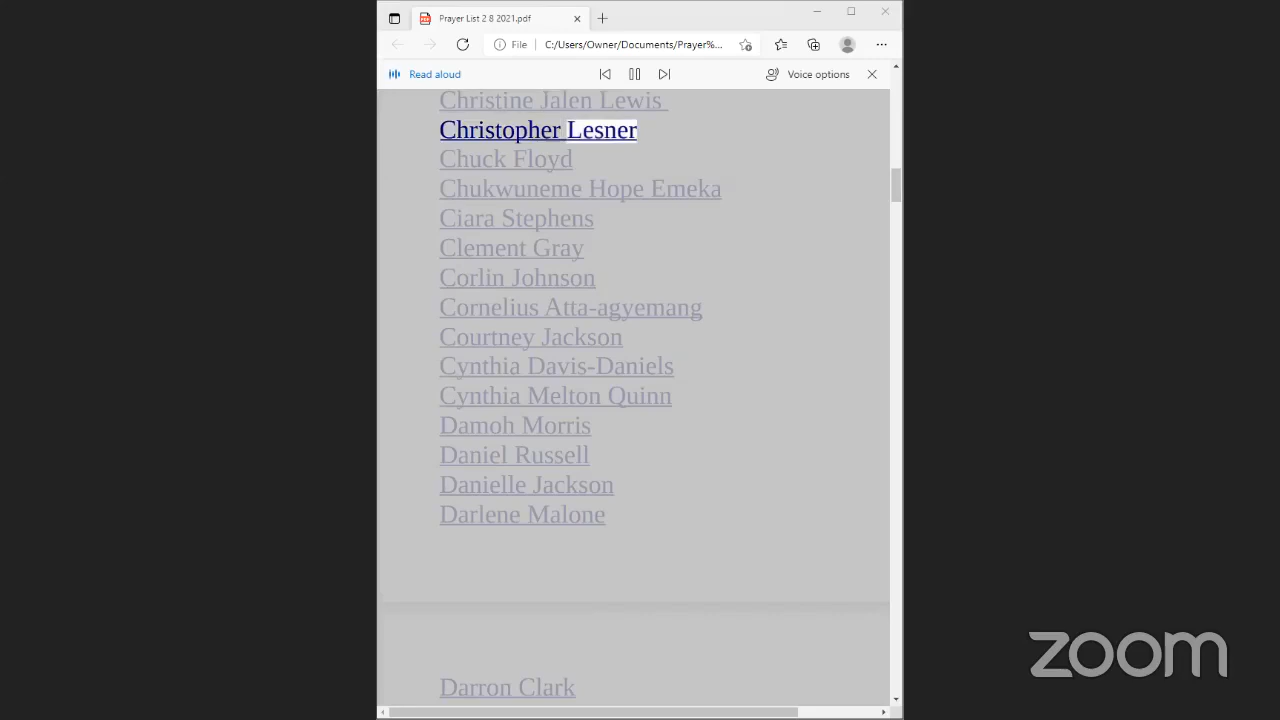 Prayer List 2 8 2021.pdf
File
C:/Users/Owner/Documents/Prayer%...
Read aloud
Voice options
Christine Jalen Lewis
Christopher Lesner
Chuck Floyd
Chukwuneme Hope Emeka
Ciara Stephens
Clement Gray
Corlin Johnson
Cornelius Atta-agyemang
Courtney Jackson
Cynthia Davis-Daniels
Cynthia Melton Quinn
Damoh Morris
Daniel Russell
Danielle Jackson
Darlene Malone
Darron Clark
zoom